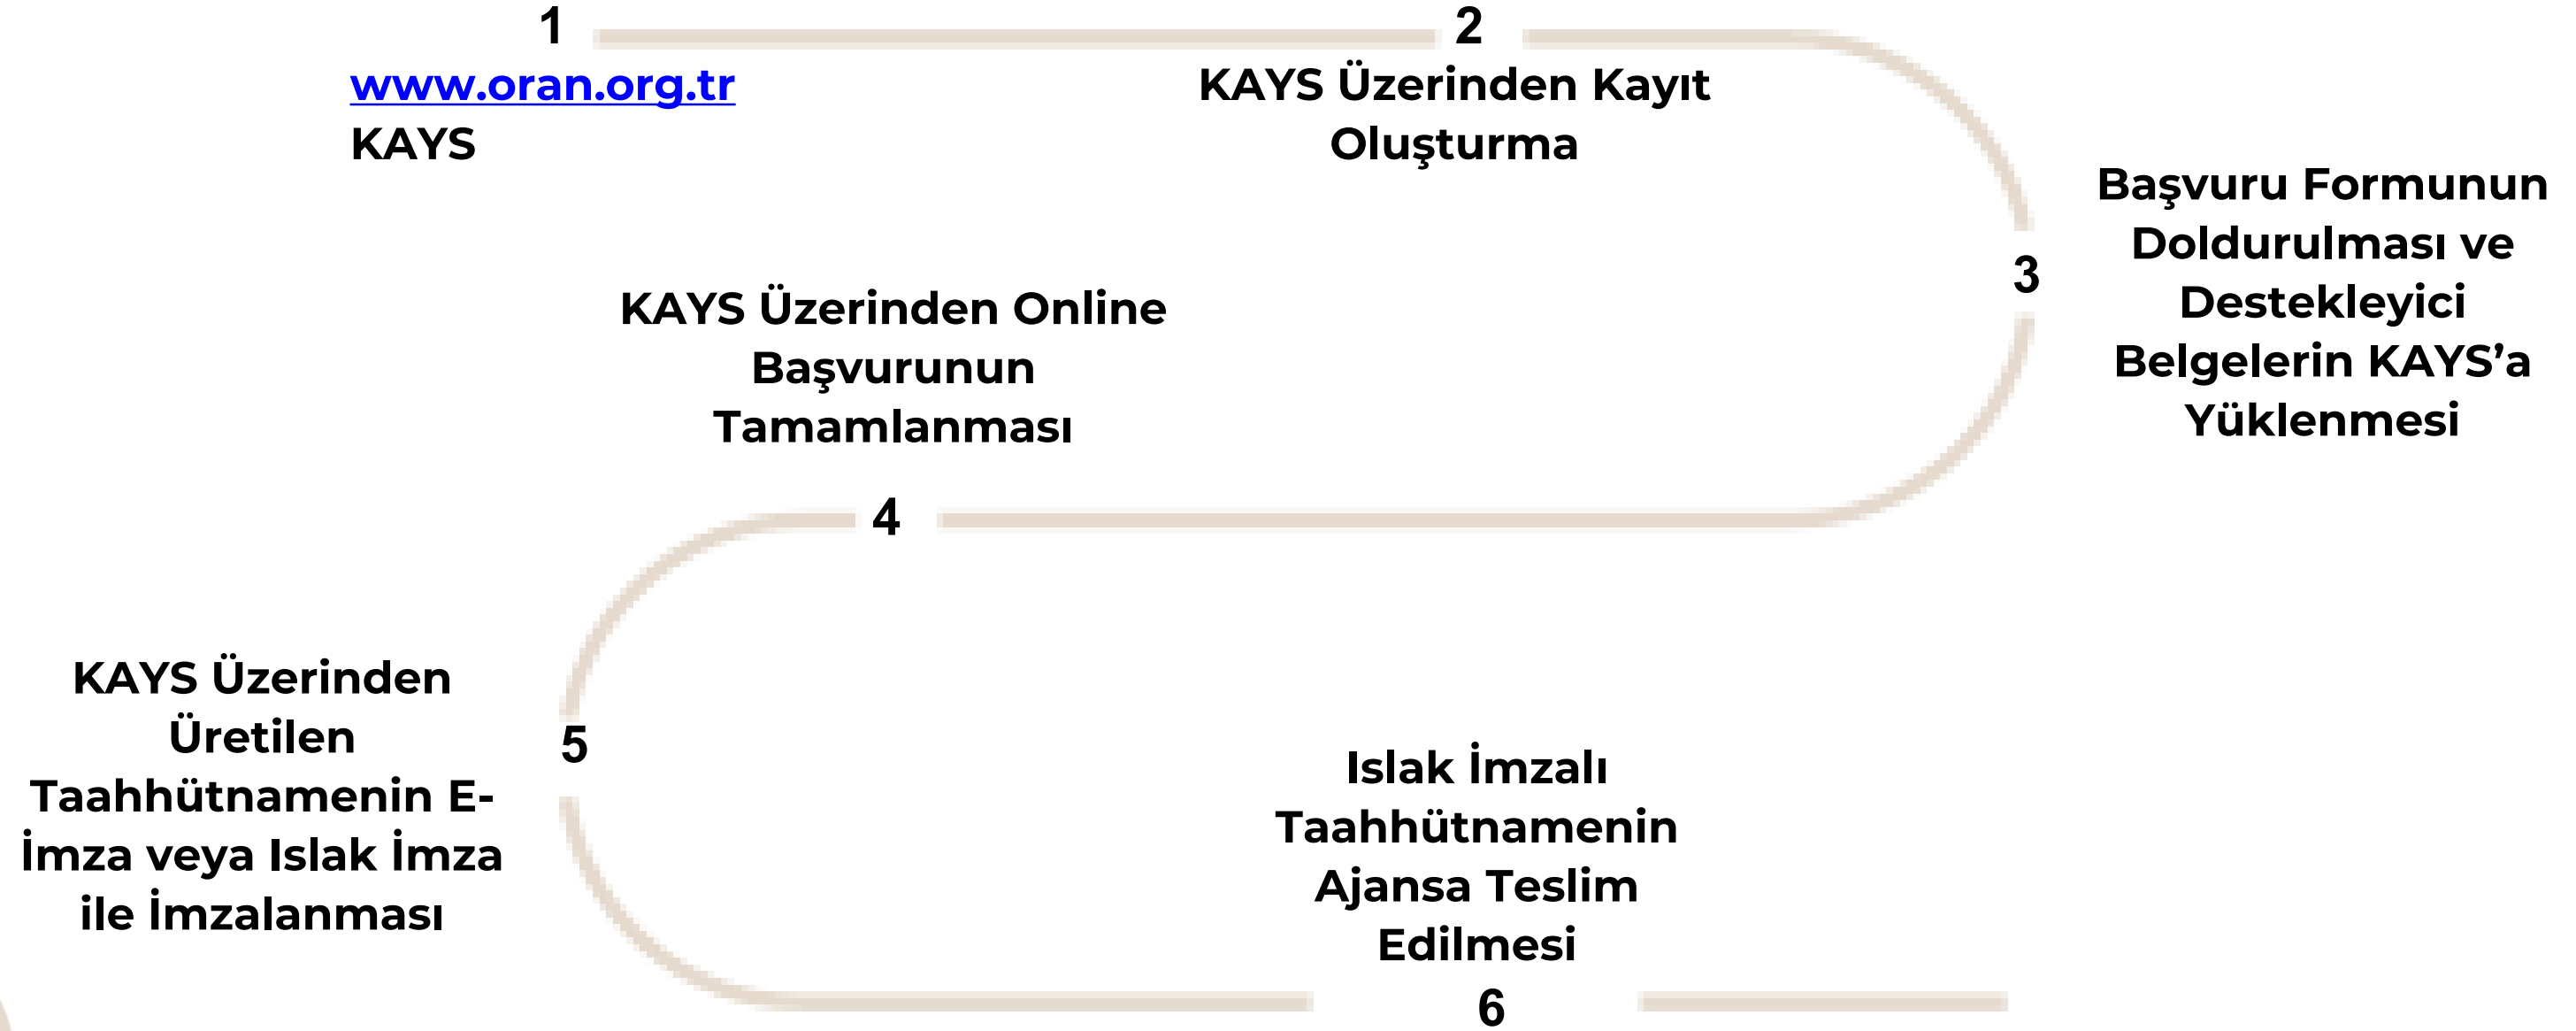 1
www.oran.org.tr
KAYS
2
KAYS Üzerinden Kayıt
Oluşturma
3
Başvuru Formunun
Doldurulması ve
Destekleyici
Belgelerin KAYS’a
Yüklenmesi
KAYS Üzerinden Online
Başvurunun
Tamamlanması
4
KAYS Üzerinden
Üretilen
Taahhütnamenin E-
İmza veya Islak İmza
ile İmzalanması
5
Islak İmzalı
Taahhütnamenin
Ajansa Teslim
Edilmesi
6